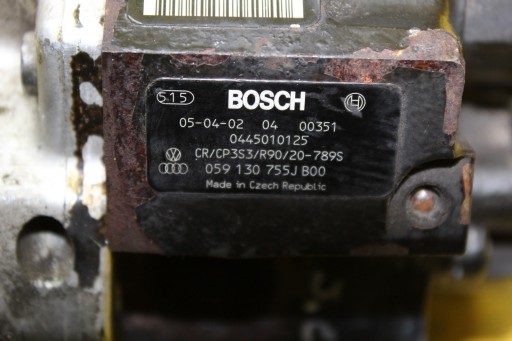 515 BOSCH
05-04-02 04 00351
0445010125
CR/CP3S3/R90/20-789S
059 130 755J B00
Made in Czech Republic